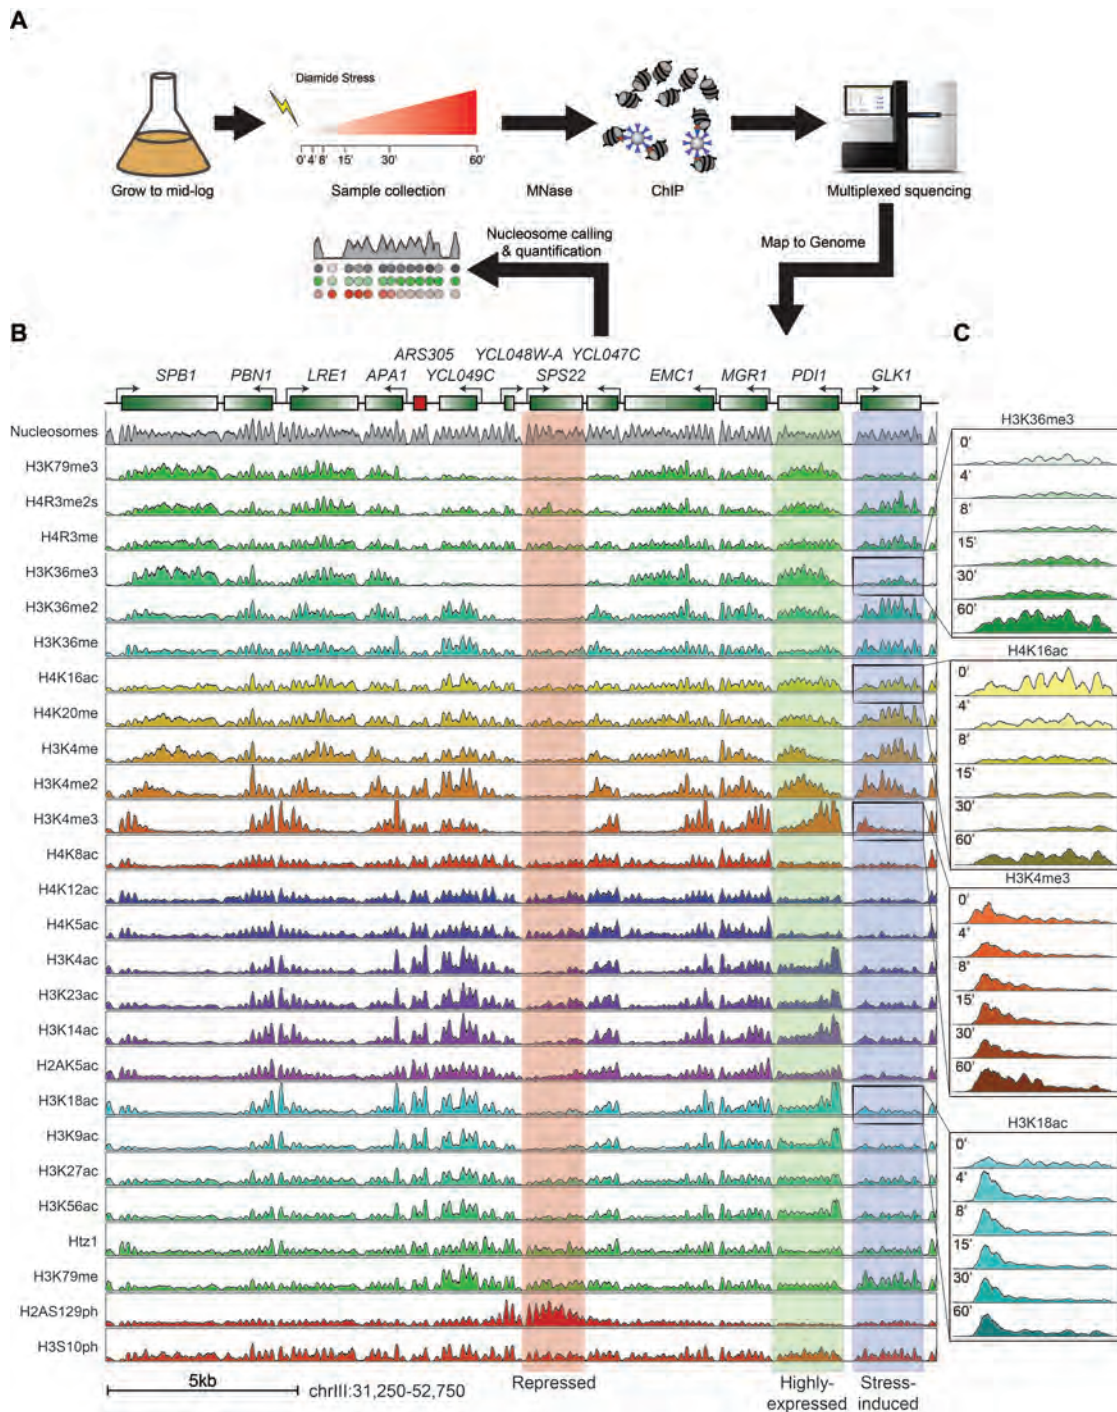 A
Diamide Stress
0' 4' 8' 15' 30' 60'
Grow to mid-log
Sample collection
MNase
ChIP
Multiplexed squencing
Nucleosome calling
& quantification
Map to Genome
B
C
ARS305 YCL048W-A YCL047C
SPB1 PBN1 LRE1 APA1 YCL049C SPS22 EMC1 MGR1 PDI1 GLK1
Nucleosomes
H3K79me3
H4R3me2s
H4R3me
H3K36me3
H3K36me2
H3K36me
H4K16ac
H4K20me
H3K4me
H3K4me2
H3K4me3
H4K8ac
H4K12ac
H4K5ac
H3K4ac
H3K23ac
H3K14ac
H2AK5ac
H3K18ac
H3K9ac
H3K27ac
H3K56ac
Htz1
H3K79me
H2AS129ph
H3S10ph
5kb
chrIII:31,250-52,750
Repressed
Highly-
expressed
Stress-
induced
H3K36me3
0'
4'
8'
15'
30'
60'
H4K16ac
0'
4'
8'
15'
30'
60'
H3K4me3
0'
4'
8'
15'
30'
60'
H3K18ac
0'
4'
8'
15'
30'
60'